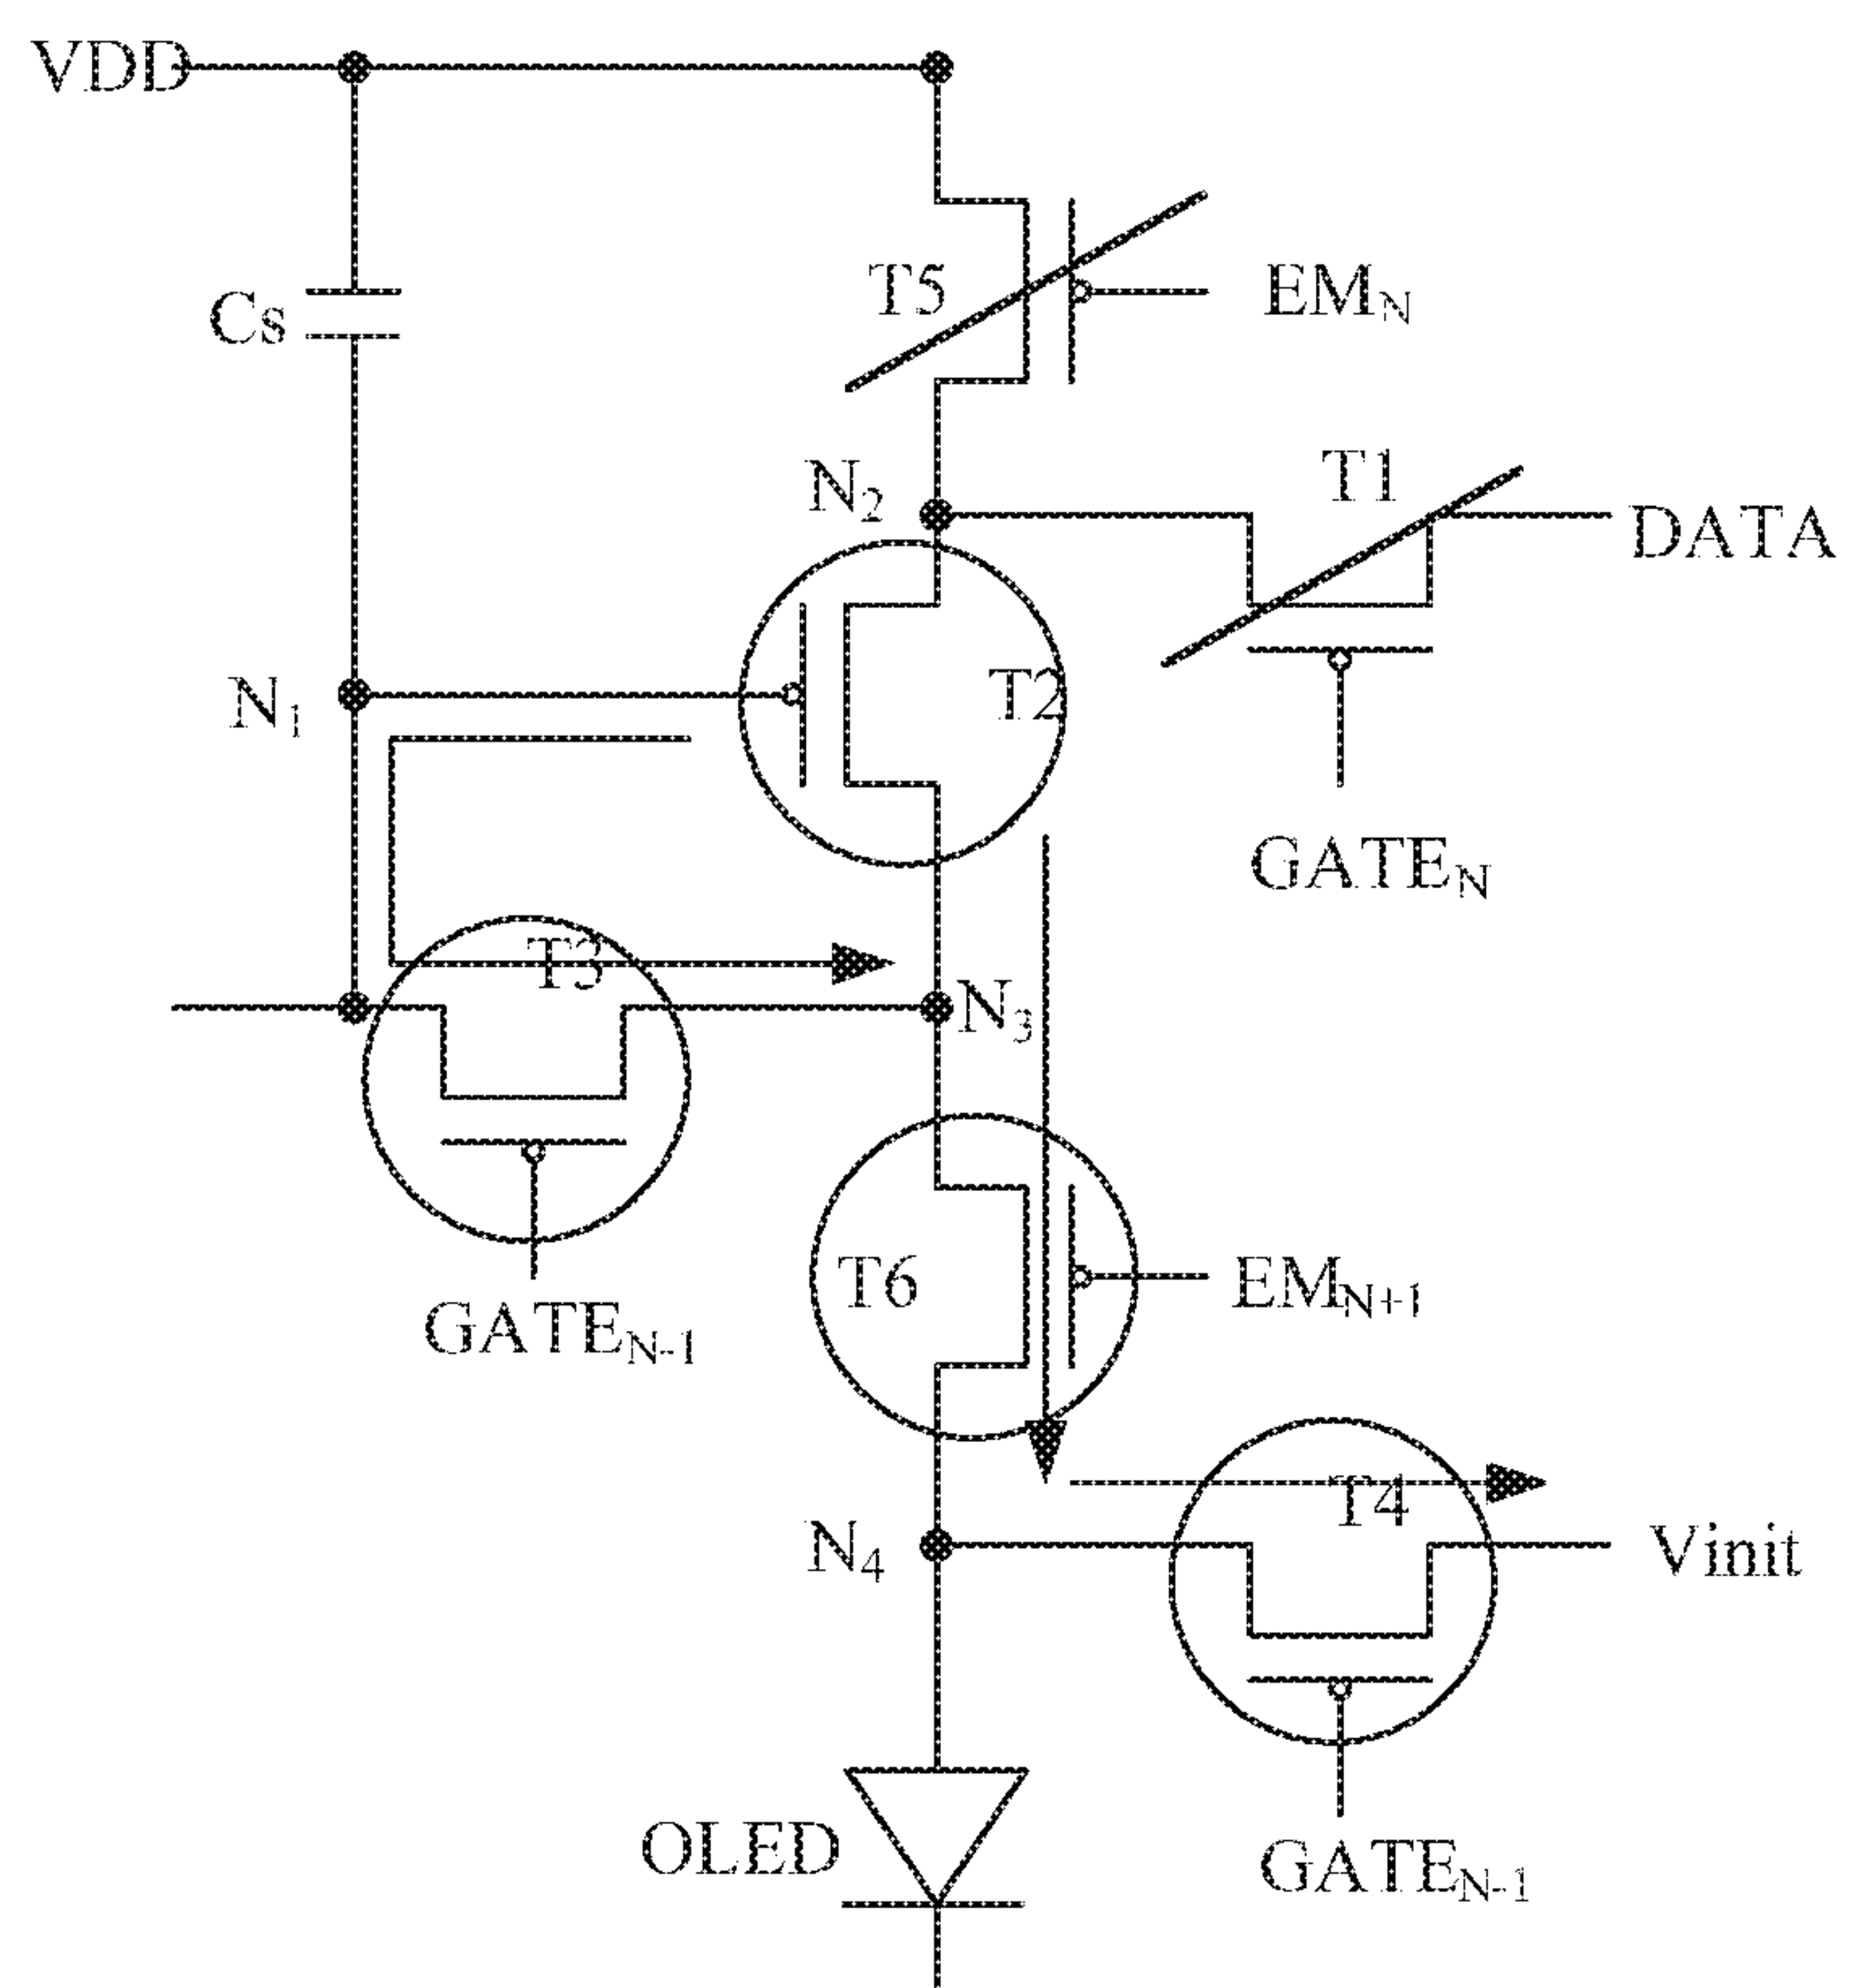 VDD
T5
EMN
Cs
N2
T1
DATA
N1
T2
GATEN
T3
N3
T6
EMN+1
GATEN-1
T4
N4
Vinit
OLED
GATEN-1